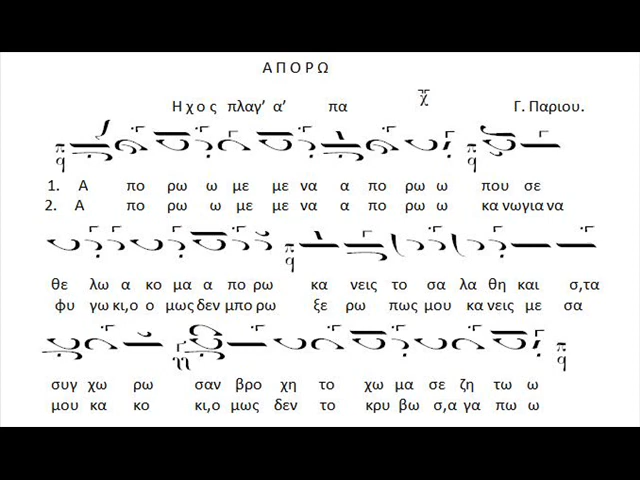 Α Π Ο Ρ Ω
Η χ ο ς πλαγ’ α’ πα Γ. Παριου.
1. Α πο ρω ω με με να α πο ρω ω που σε
2. Α πο ρω ω με με να α πο ρω ω κα νωγια να
θε λω α κο μα α πο ρω κα νεις το σα λα θη και σ,τα
φυ γω κι,ο ο μως δεν μπο ρω ξε ρω πως μου κα νεις με σα
συγ χω ρω σαν βρο χη το χω μα σε ζη τω ω
μου κα κο κι,ο μως δεν το κρυ βω σ,α γα πω ω